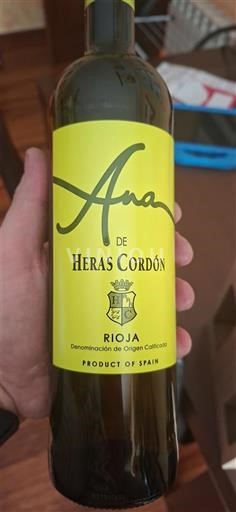 Ana
DE
HERAS CORDÓN
H C
RIOJA
Denominación de Origen Calificada
PRODUCT OF SPAIN